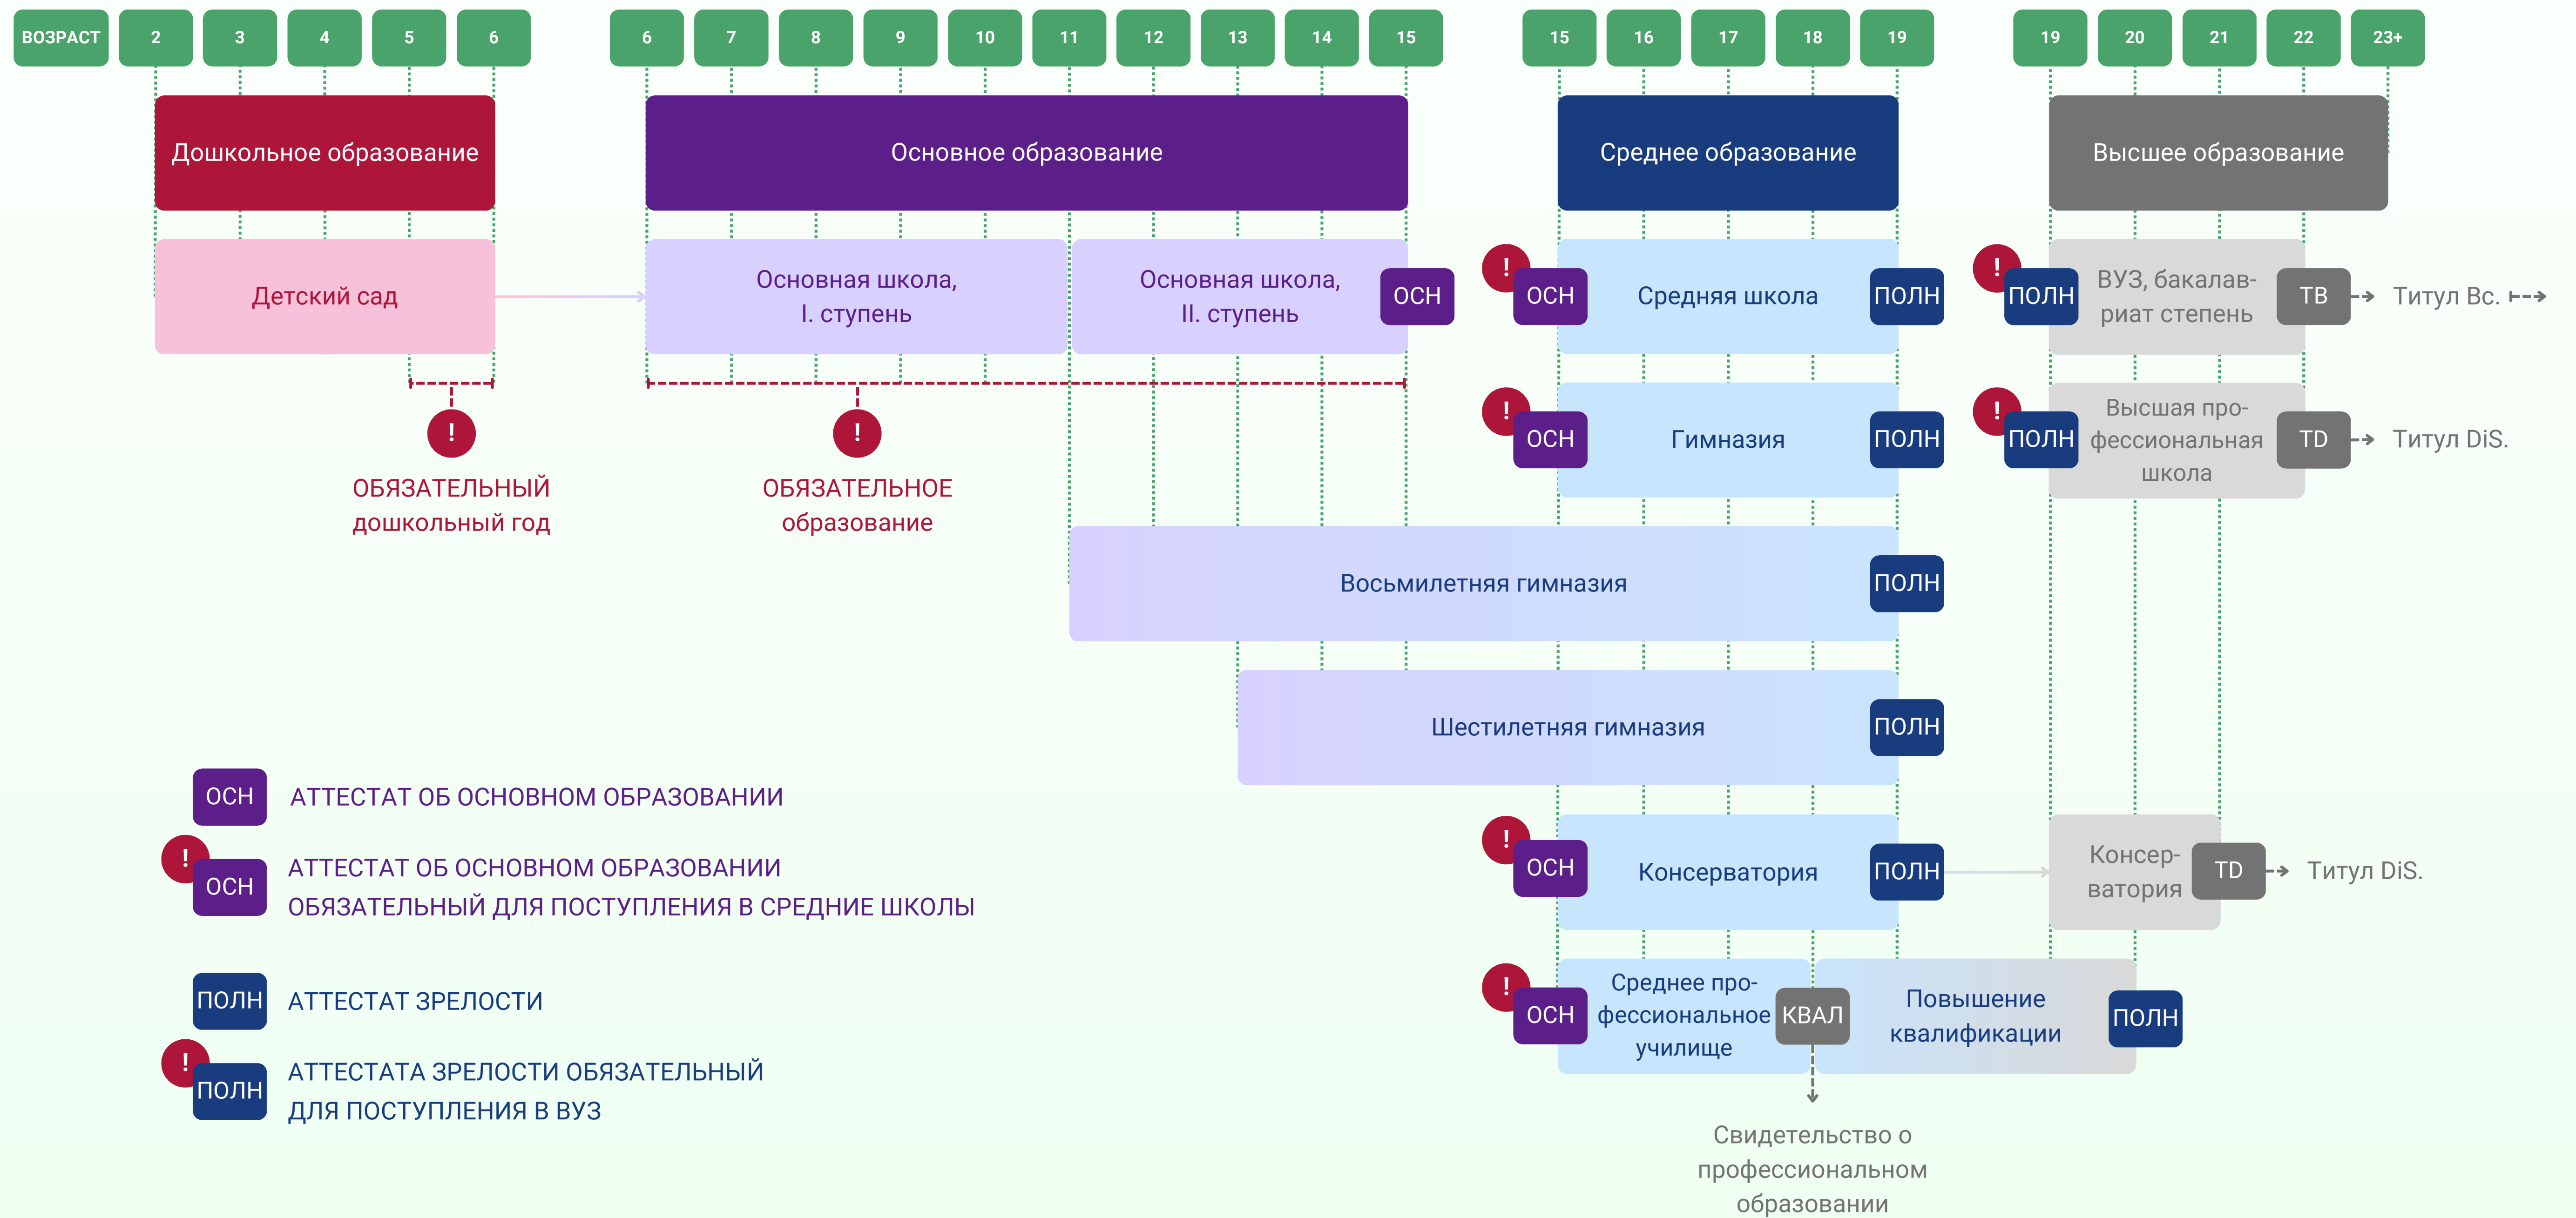 ВОЗРАСТ 2 3 4 5 6 6 7 8 9 10 11 12 13 14 15 15 16 17 18 19 19 20 21 22 23+
Дошкольное образование
Основное образование
Среднее образование
Высшее образование
Детский сад
Основная школа,
I. ступень
Основная школа,
II. ступень
ОСН
!
ОСН
Средняя школа
ПОЛН
!
ПОЛН
ВУЗ, бакалав-
риат степень
TB
Титул Bc.
!
ОБЯЗАТЕЛЬНЫЙ
дошкольный год
!
ОБЯЗАТЕЛЬНОЕ
образование
!
ОСН
Гимназия
ПОЛН
!
ПОЛН
Высшая про-
фессиональная
школа
TD
Титул DiS.
Восьмилетняя гимназия
ПОЛН
Шестилетняя гимназия
ПОЛН
!
ОСН
Консерватория
ПОЛН
Консер-
ватория
TD
Титул DiS.
!
ОСН
Среднее про-
фессиональное
училище
КВАЛ
Повышение
квалификации
ПОЛН
Свидетельство о
профессиональном
образовании
ОСН
АТТЕСТАТ ОБ ОСНОВНОМ ОБРАЗОВАНИИ
!
ОСН
АТТЕСТАТ ОБ ОСНОВНОМ ОБРАЗОВАНИИ
ОБЯЗАТЕЛЬНЫЙ ДЛЯ ПОСТУПЛЕНИЯ В СРЕДНИЕ ШКОЛЫ
ПОЛН
АТТЕСТАТ ЗРЕЛОСТИ
!
ПОЛН
АТТЕСТАТА ЗРЕЛОСТИ ОБЯЗАТЕЛЬНЫЙ
ДЛЯ ПОСТУПЛЕНИЯ В ВУЗ